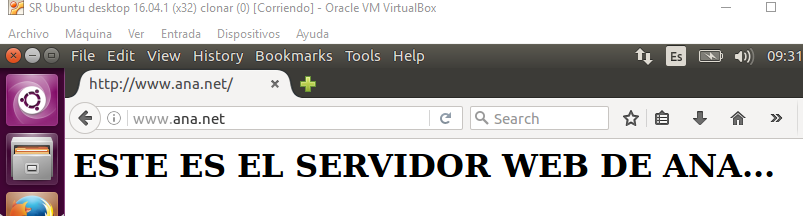 SR Ubuntu desktop 16.04.1 (x32) clonar (0) [Corriendo] - Oracle VM VirtualBox
Archivo Máquina Ver Entrada Dispositivos Ayuda
File Edit View History Bookmarks Tools Help Es 09:31
http://www.ana.net/
www.ana.net Search
ESTE ES EL SERVIDOR WEB DE ANA...